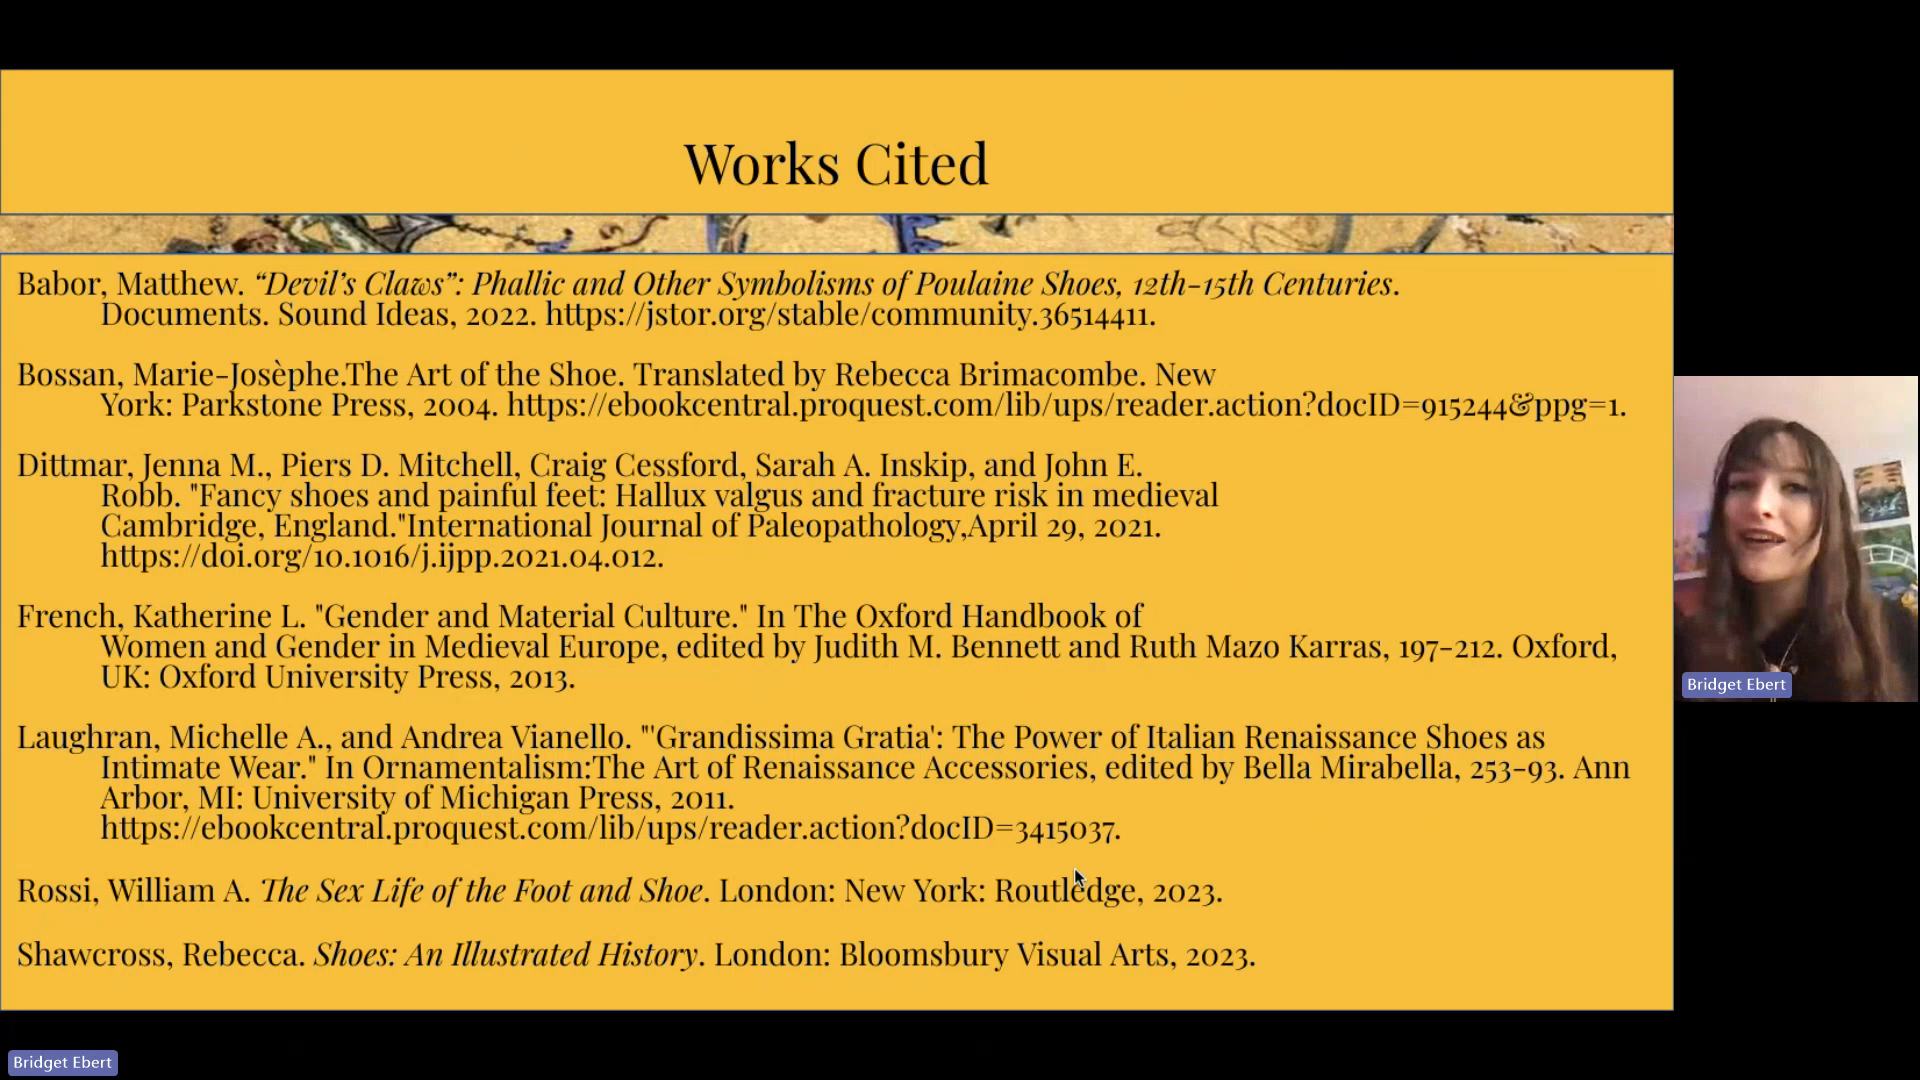 Works Cited
Babor, Matthew. “Devil’s Claws”: Phallic and Other Symbolisms of Poulaine Shoes, 12th-15th Centuries.
Documents. Sound Ideas, 2022. https://jstor.org/stable/community.36514411.
Bossan, Marie-Josèphe.The Art of the Shoe. Translated by Rebecca Brimacombe. New
York: Parkstone Press, 2004. https://ebookcentral.proquest.com/lib/ups/reader.action?docID=915244&ppg=1.
Dittmar, Jenna M., Piers D. Mitchell, Craig Cessford, Sarah A. Inskip, and John E.
Robb. "Fancy shoes and painful feet: Hallux valgus and fracture risk in medieval
Cambridge, England."International Journal of Paleopathology,April 29, 2021.
https://doi.org/10.1016/j.ijpp.2021.04.012.
French, Katherine L. "Gender and Material Culture." In The Oxford Handbook of
Women and Gender in Medieval Europe, edited by Judith M. Bennett and Ruth Mazo Karras, 197-212. Oxford,
UK: Oxford University Press, 2013.
Laughran, Michelle A., and Andrea Vianello. "'Grandissima Gratia': The Power of Italian Renaissance Shoes as
Intimate Wear." In Ornamentalism:The Art of Renaissance Accessories, edited by Bella Mirabella, 253-93. Ann
Arbor, MI: University of Michigan Press, 2011.
https://ebookcentral.proquest.com/lib/ups/reader.action?docID=3415037.
Rossi, William A. The Sex Life of the Foot and Shoe. London: New York: Routledge, 2023.
Shawcross, Rebecca. Shoes: An Illustrated History. London: Bloomsbury Visual Arts, 2023.
Bridget Ebert
Bridget Ebert